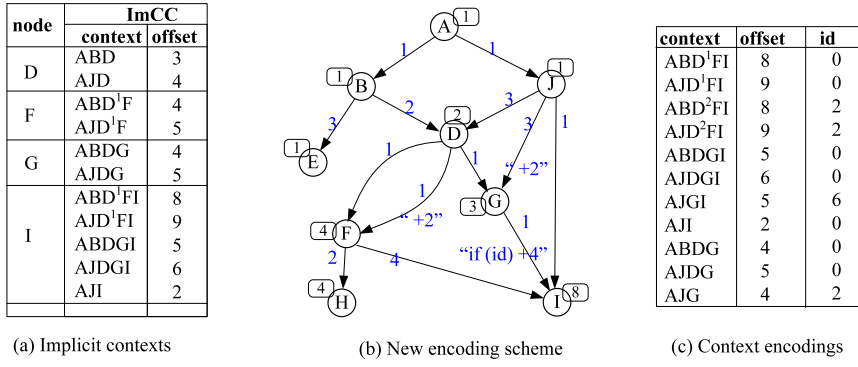 ImCC
node context offset
D ABD 3
AJD 4
F ABD¹F 4
AJD¹F 5
G ABDG 4
AJDG 5
I ABD¹FI 8
AJD¹FI 9
ABDGI 5
AJDGI 6
AJI 2
(a) Implicit contexts
1
A
1 1
1 B
J 1
3 2 3 3 1
2
D
1 E
1 1 1
“ +2”
3 G
4 F
“ +2”
1
2 4
“if (id) +4”
4 H
I 8
(b) New encoding scheme
context offset id
ABD¹FI 8 0
AJD¹FI 9 0
ABD²FI 8 2
AJD²FI 9 2
ABDGI 5 0
AJDGI 6 0
AJGI 5 6
AJI 2 0
ABDG 4 0
AJDG 5 0
AJG 4 2
(c) Context encodings